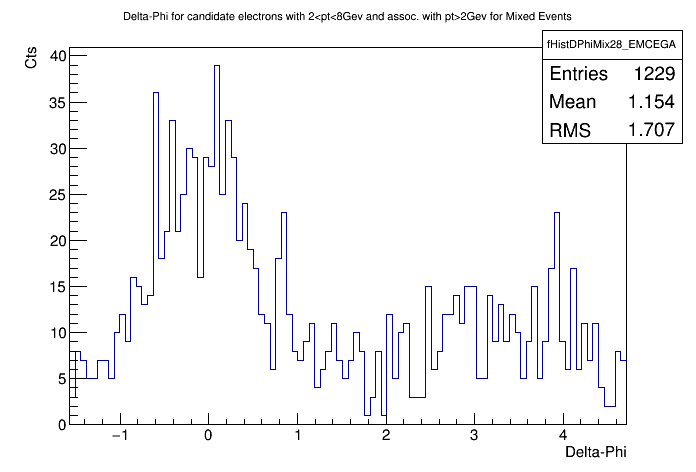 Delta-Phi for candidate electrons with 2<pt<8Gev and assoc. with pt>2Gev for Mixed Events
fHistDPhiMix28_EMCEGA
Entries 1229
Mean 1.154
RMS 1.707
Cts
40
35
30
25
20
15
10
5
0
−1 0 1 2 3 4
Delta-Phi